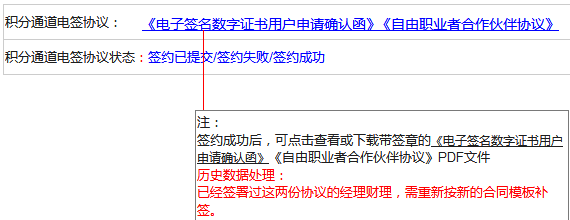 积分通道电签协议： 《电子签名数字证书用户申请确认函》《自由职业者合作伙伴协议》
积分通道电签协议状态：签约已提交/签约失败/签约成功
注：
签约成功后，可点击查看或下载带签章的《电子签名数字证书用户
申请确认函》《自由职业者合作伙伴协议》PDF文件
历史数据处理：
已经签署过这两份协议的经理财理，需重新按新的合同模板补
签。